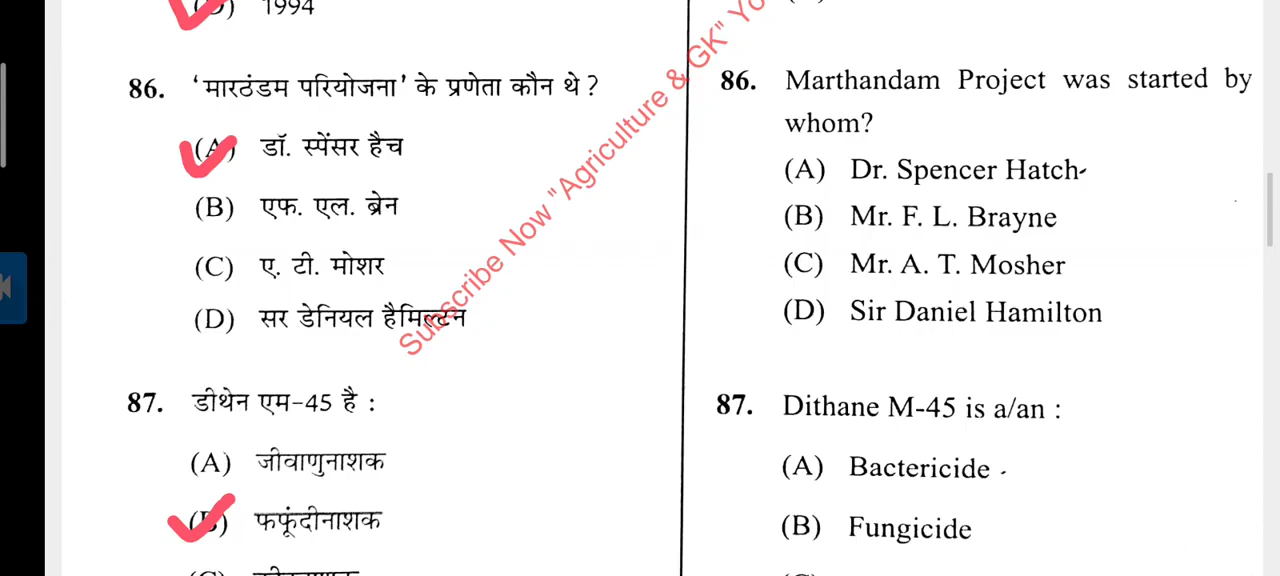 1994
86. 'मारठंडम परियोजना' के प्रणेता कौन थे ?
(A) डॉ. स्पेंसर हैच
(B) एफ. एल. ब्रेन
(C) ए. टी. मोशर
(D) सर डेनियल हैमिल्टन
87. डीथेन एम-45 है :
(A) जीवाणुनाशक
(B) फफूंदीनाशक
86. Marthandam Project was started by
whom?
(A) Dr. Spencer Hatch
(B) Mr. F. L. Brayne
(C) Mr. A. T. Mosher
(D) Sir Daniel Hamilton
87. Dithane M-45 is a/an :
(A) Bactericide
(B) Fungicide
Subscribe Now "Agriculture & GK"